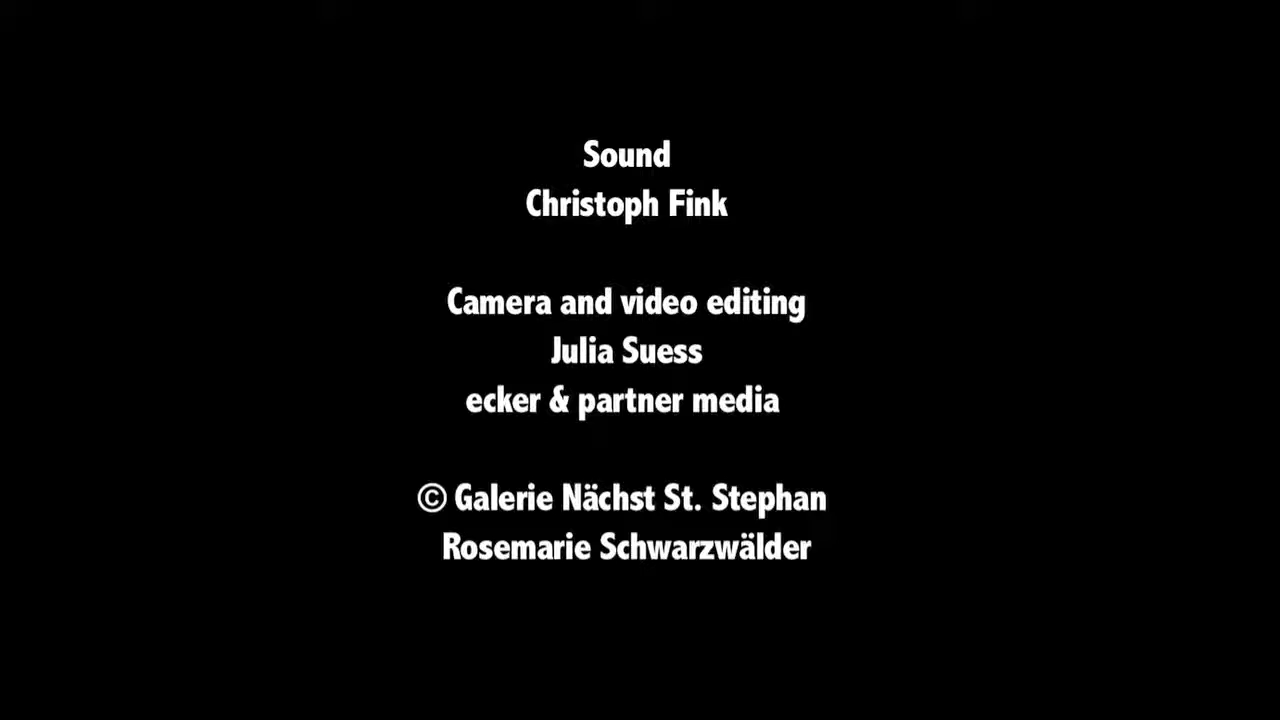 Sound
Christoph Fink
Camera and video editing
Julia Suess
ecker & partner media
© Galerie Nächst St. Stephan
Rosemarie Schwarzwälder